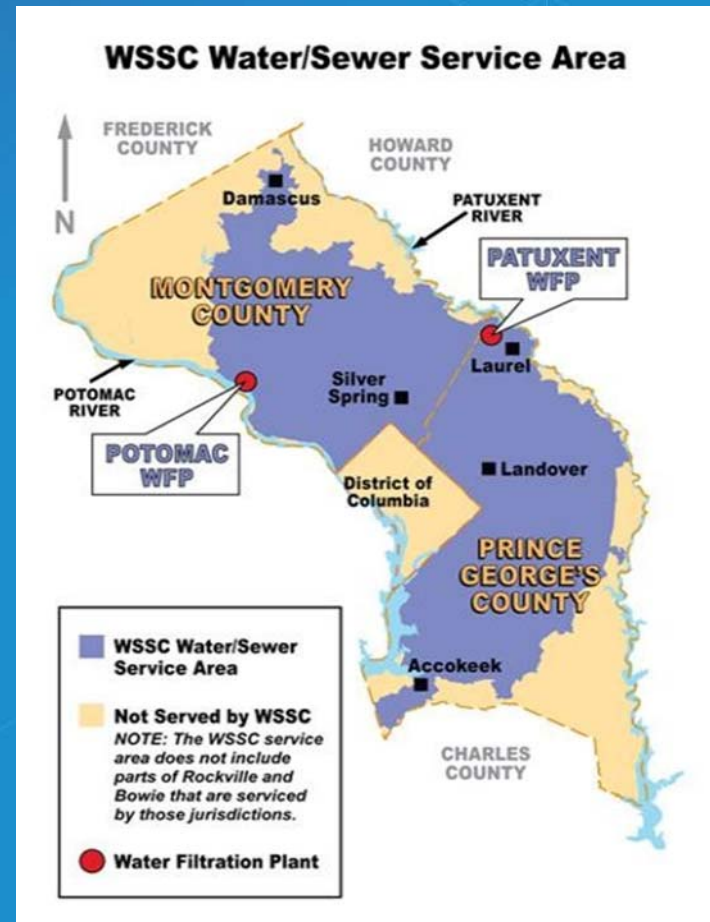 WSSC Water/Sewer Service Area
FREDERICK
COUNTY
HOWARD
COUNTY
N
Damascus
PATUXENT
RIVER
PATUXENT
WFP
MONTGOMERY
COUNTY
Laurel
Silver
Spring
POTOMAC
RIVER
POTOMAC
WFP
District of
Columbia
Landover
PRINCE
GEORGE'S
COUNTY
Accokeek
CHARLES
COUNTY
WSSC Water/Sewer
Service Area
Not Served by WSSC
NOTE: The WSSC service
area does not include
parts of Rockville and
Bowie that are serviced
by those jurisdictions.
Water Filtration Plant